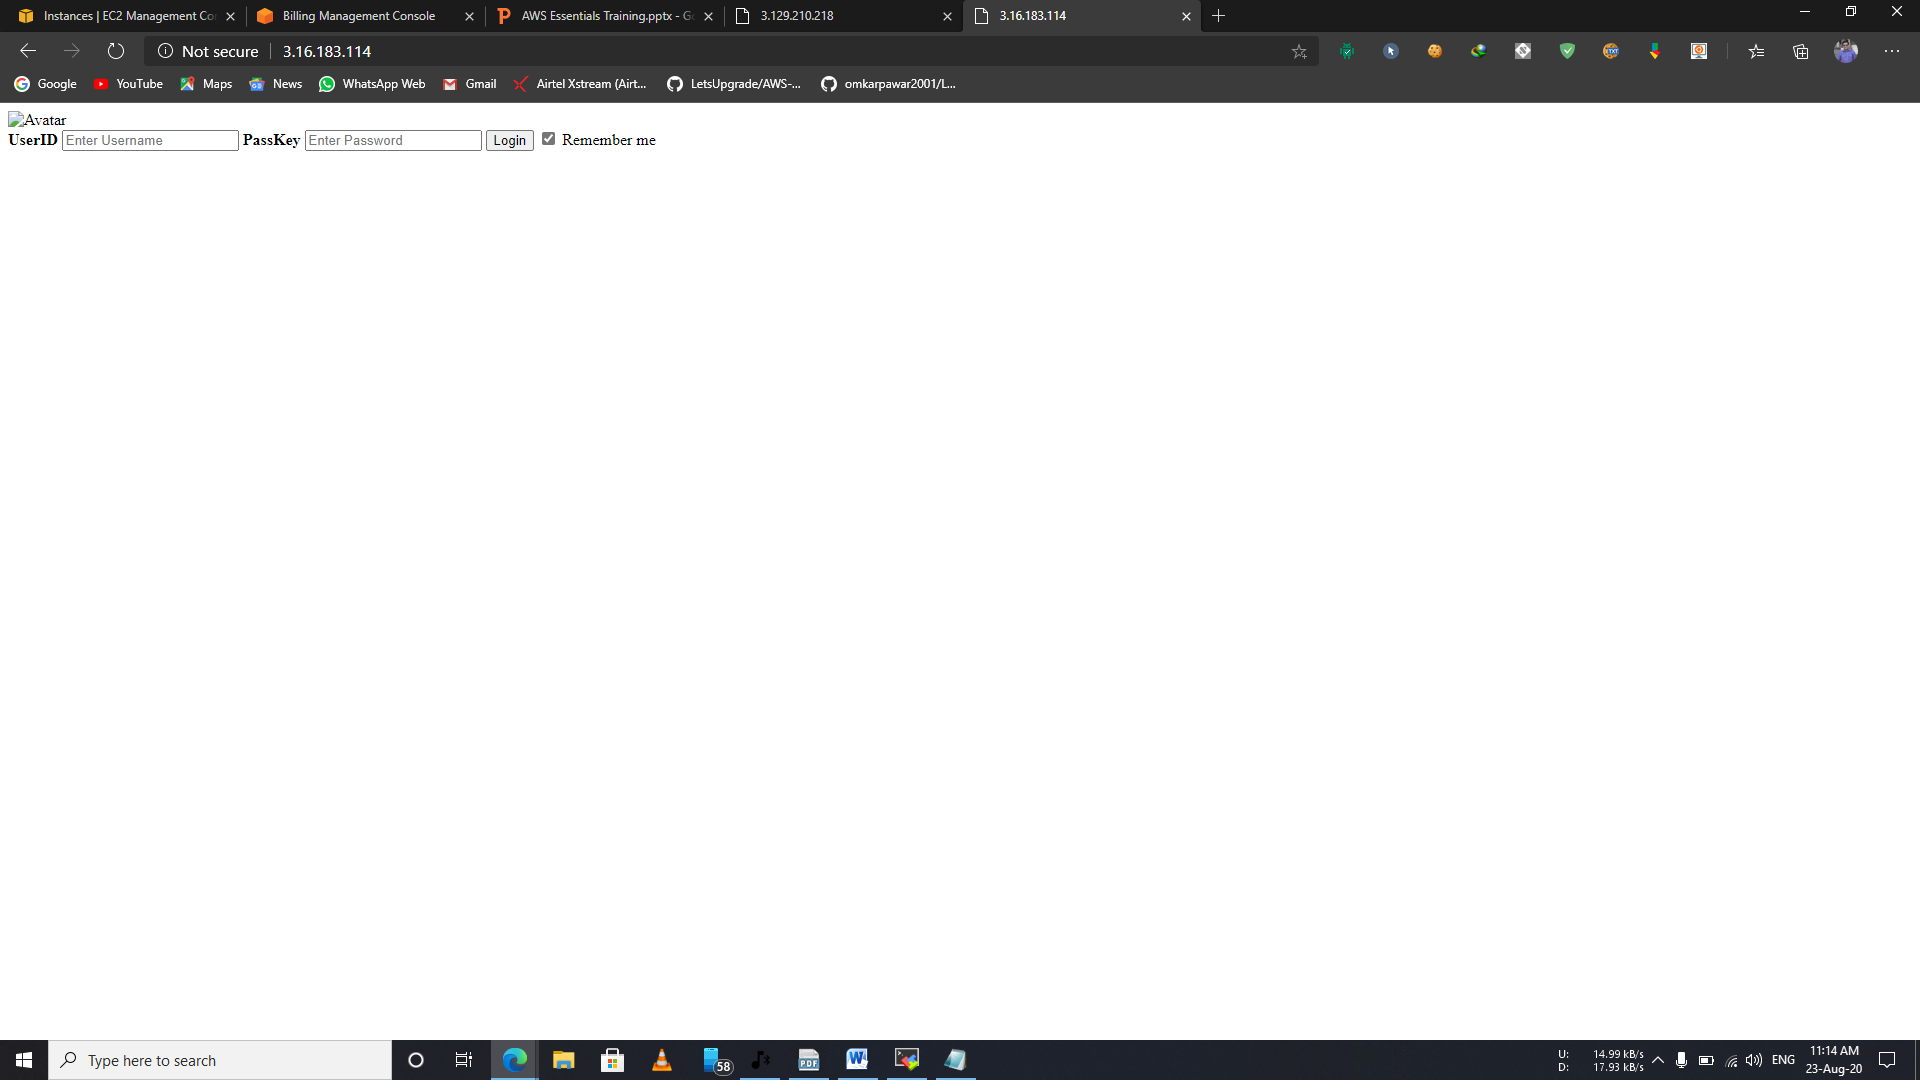 Instances | EC2 Management Co
Billing Management Console
AWS Essentials Training.pptx - G
3.129.210.218
3.16.183.114
Not secure
3.16.183.114
Google
YouTube
Maps
News
WhatsApp Web
Gmail
Airtel Xstream (Airt...
LetsUpgrade/AWS-...
omkarpawar2001/L...
Avatar
UserID Enter Username PassKey Enter Password Login Remember me
Type here to search
58
PDF
U: 14.99 kB/s
D: 17.93 kB/s
ENG
11:14 AM
23-Aug-20